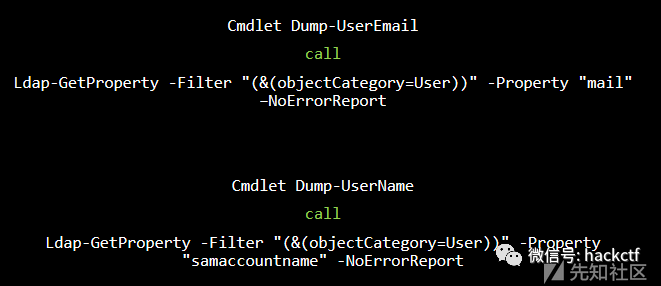 Cmdlet Dump-UserEmail
call
Ldap-GetProperty -Filter "(&(objectCategory=User))" -Property "mail"
–NoErrorReport
Cmdlet Dump-UserName
call
Ldap-GetProperty -Filter "(&(objectCategory=User))" -Property
"samaccountname" -NoErrorReport
微信号: hackctf
先知社区